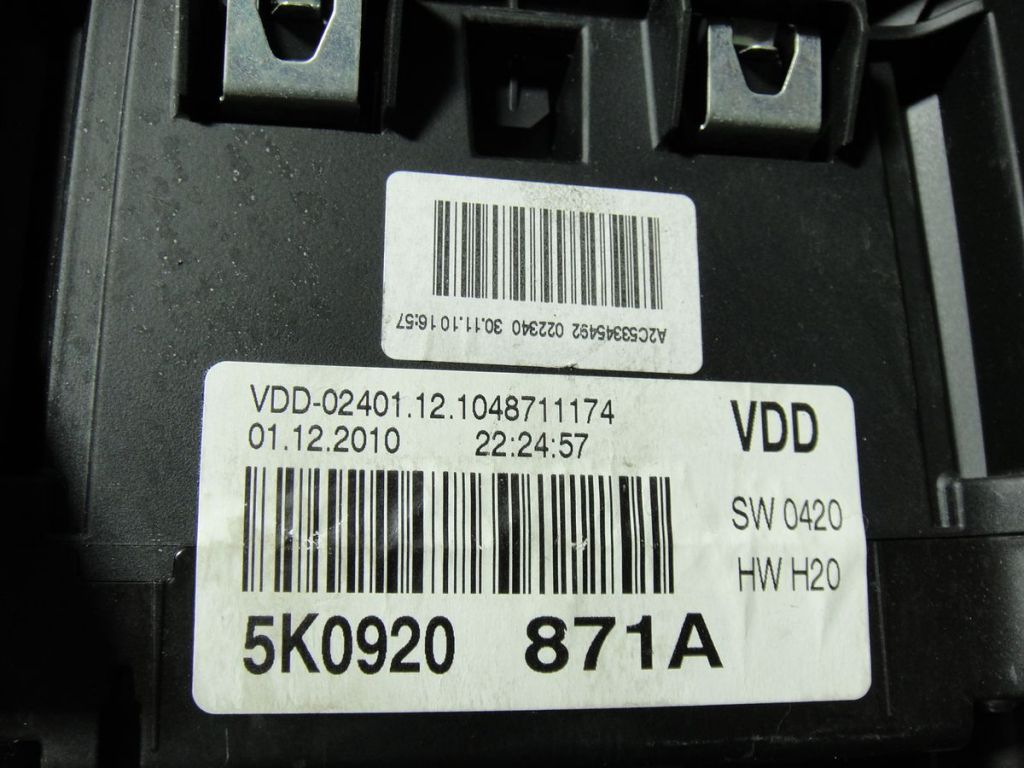 A2C53345492 022340 30.11.10 16:57
VDD-02401.12.1048711174
01.12.2010 22:24:57
VDD
SW 0420
HW H20
5K0920 871A